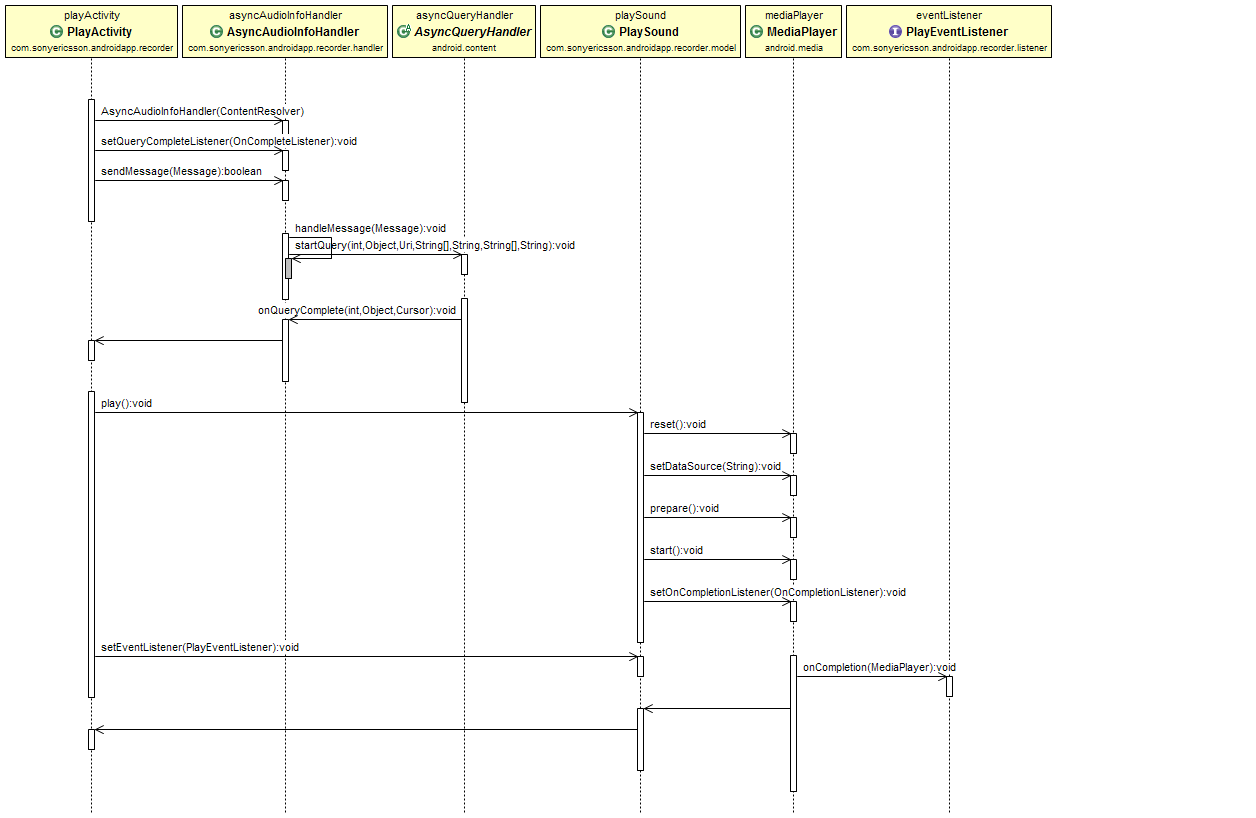 playActivity
PlayActivity
com.sonyericsson.androidapp.recorder
asyncAudioInfoHandler
AsyncAudioInfoHandler
com.sonyericsson.androidapp.recorder.handler
asyncQueryHandler
AsyncQueryHandler
android.content
playSound
PlaySound
com.sonyericsson.androidapp.recorder.model
mediaPlayer
MediaPlayer
android.media
eventListener
PlayEventListener
com.sonyericsson.androidapp.recorder.listener
AsyncAudioInfoHandler(ContentResolver)
setQueryCompleteListener(OnCompleteListener):void
sendMessage(Message):boolean
handleMessage(Message):void
startQuery(int,Object,Uri,String[],String,String[],String):void
onQueryComplete(int,Object,Cursor):void
play():void
reset():void
setDataSource(String):void
prepare():void
start():void
setOnCompletionListener(OnCompletionListener):void
setEventListener(PlayEventListener):void
onCompletion(MediaPlayer):void